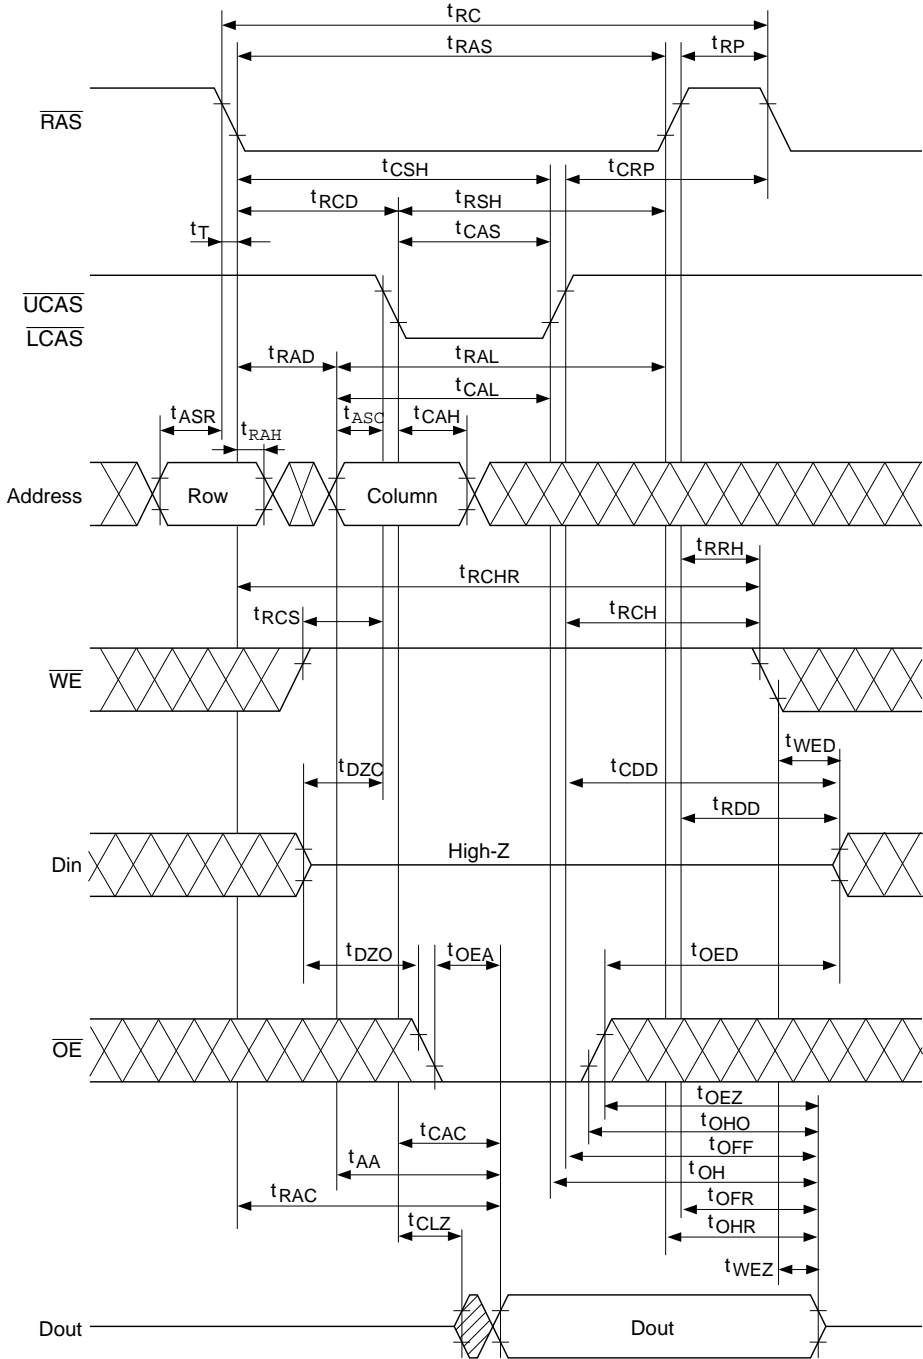 tRC
tRAS tRP
RAS
tCSH tCRP
tRCD tRSH
tT tCAS
UCAS
LCAS
tRAD tRAL
tCAL
tASR tASC tCAH
tRAH
Address Row Column
tRRH
tRCHR
tRCS tRCH
WE
tWED
tDZC tCDD
tRDD
High-Z
Din
tDZO tOEA tOED
OE
tOEZ
tOHO
tCAC
tOFF
tAA
tOH
tRAC
tOFR
tCLZ
tOHR
tWEZ
Dout Dout